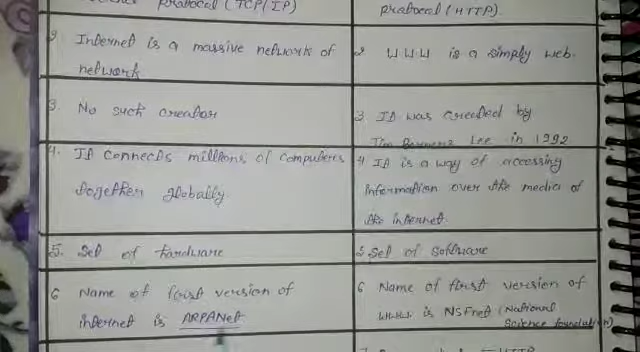 protocol (TCP/IP)
protocol (HTTP)
2 Internet is a massive network of
network
2 WWW is a simply web.
3. No such creator
3 It was created by
Tim Lee in 1992
4. It connects millions of computers
together globally.
4 It is a way of accessing
information over the media of
the internet.
5. Set of hardware
5. Set of software
6 Name of first version of
internet is ARPANet
6 Name of first version of
WWW is NSFnet (National
Science foundation)